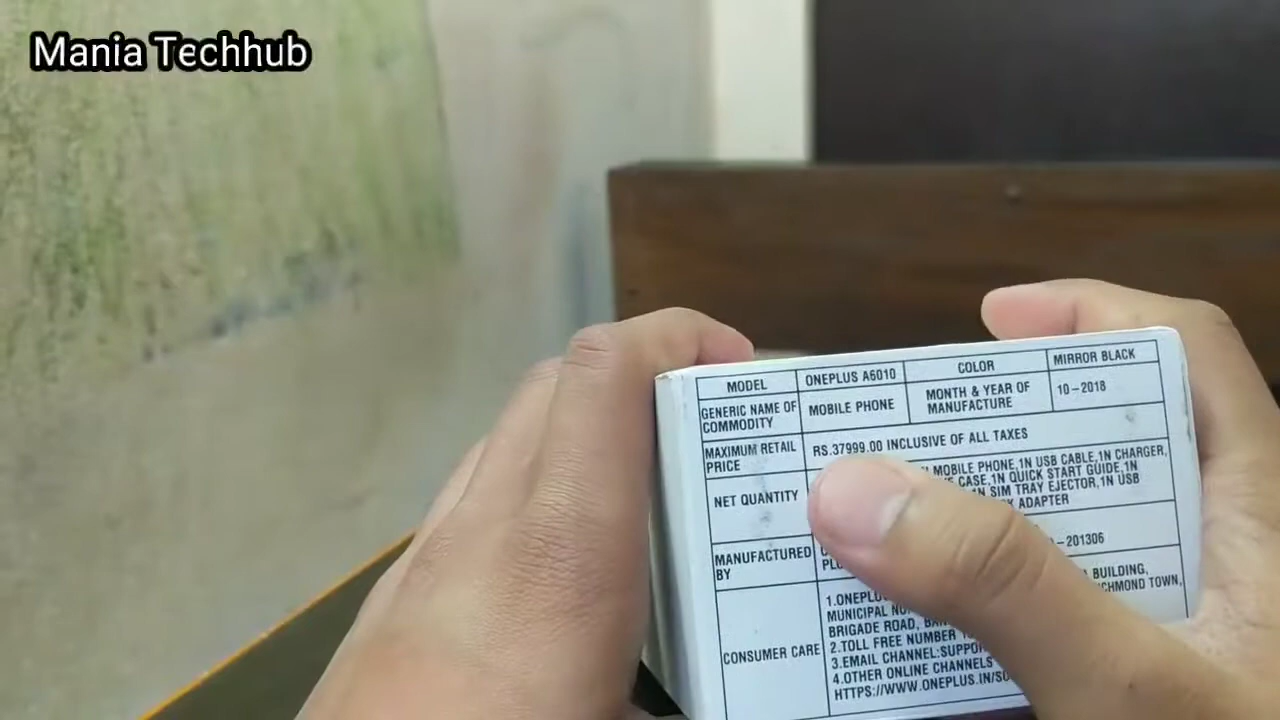 Mania Techhub
MODEL ONEPLUS A6010 COLOR MIRROR BLACK
GENERIC NAME OF COMMODITY MOBILE PHONE MONTH & YEAR OF MANUFACTURE 10-2018
MAXIMUM RETAIL PRICE RS.37999.00 INCLUSIVE OF ALL TAXES
NET QUANTITY
MOBILE PHONE,1N USB CABLE,1N CHARGER,
CASE,1N QUICK START GUIDE,1N
SIM TRAY EJECTOR,1N USB
ADAPTER
MANUFACTURED BY
-201306
BUILDING,
TOWN,
CONSUMER CARE
1.ONEPLUS
MUNICIPAL
BRIGADE ROAD,
2.TOLL FREE NUMBER
3.EMAIL CHANNEL:
4.OTHER ONLINE CHANNELS
HTTPS://WWW.ONEPLUS.IN/